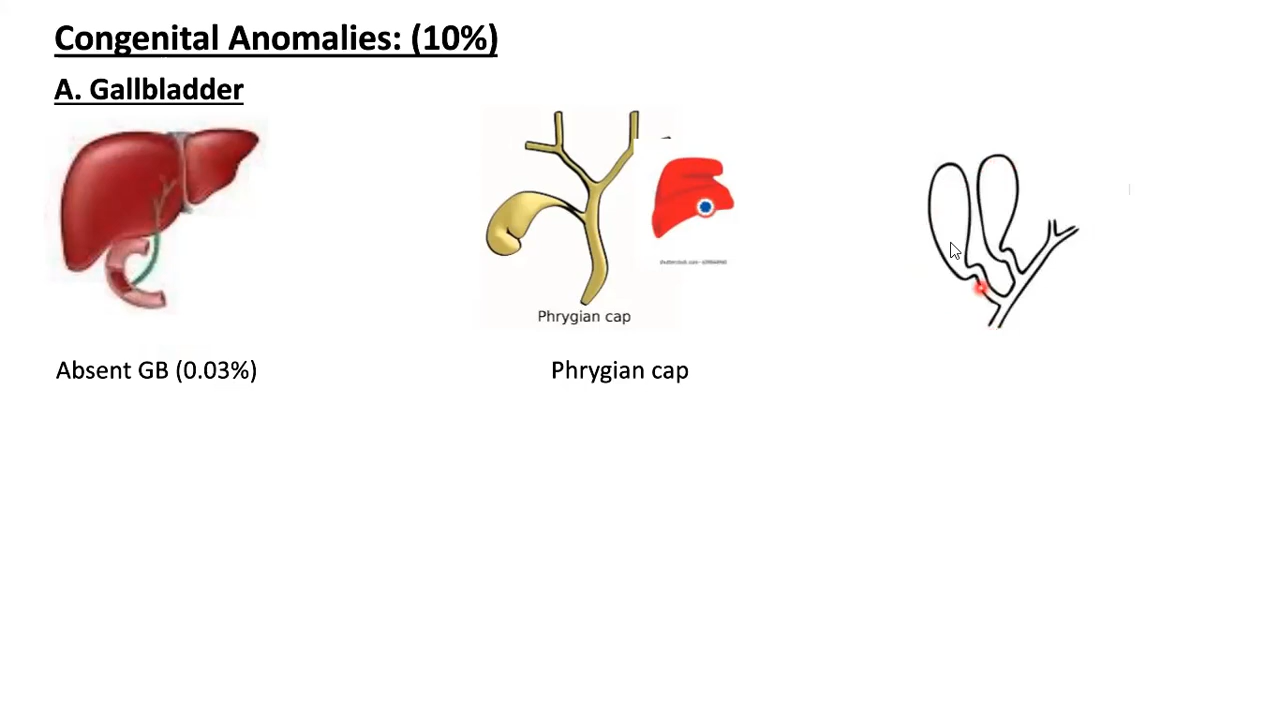 Congenital Anomalies: (10%)
A. Gallbladder
Phrygian cap
Absent GB (0.03%)
Phrygian cap